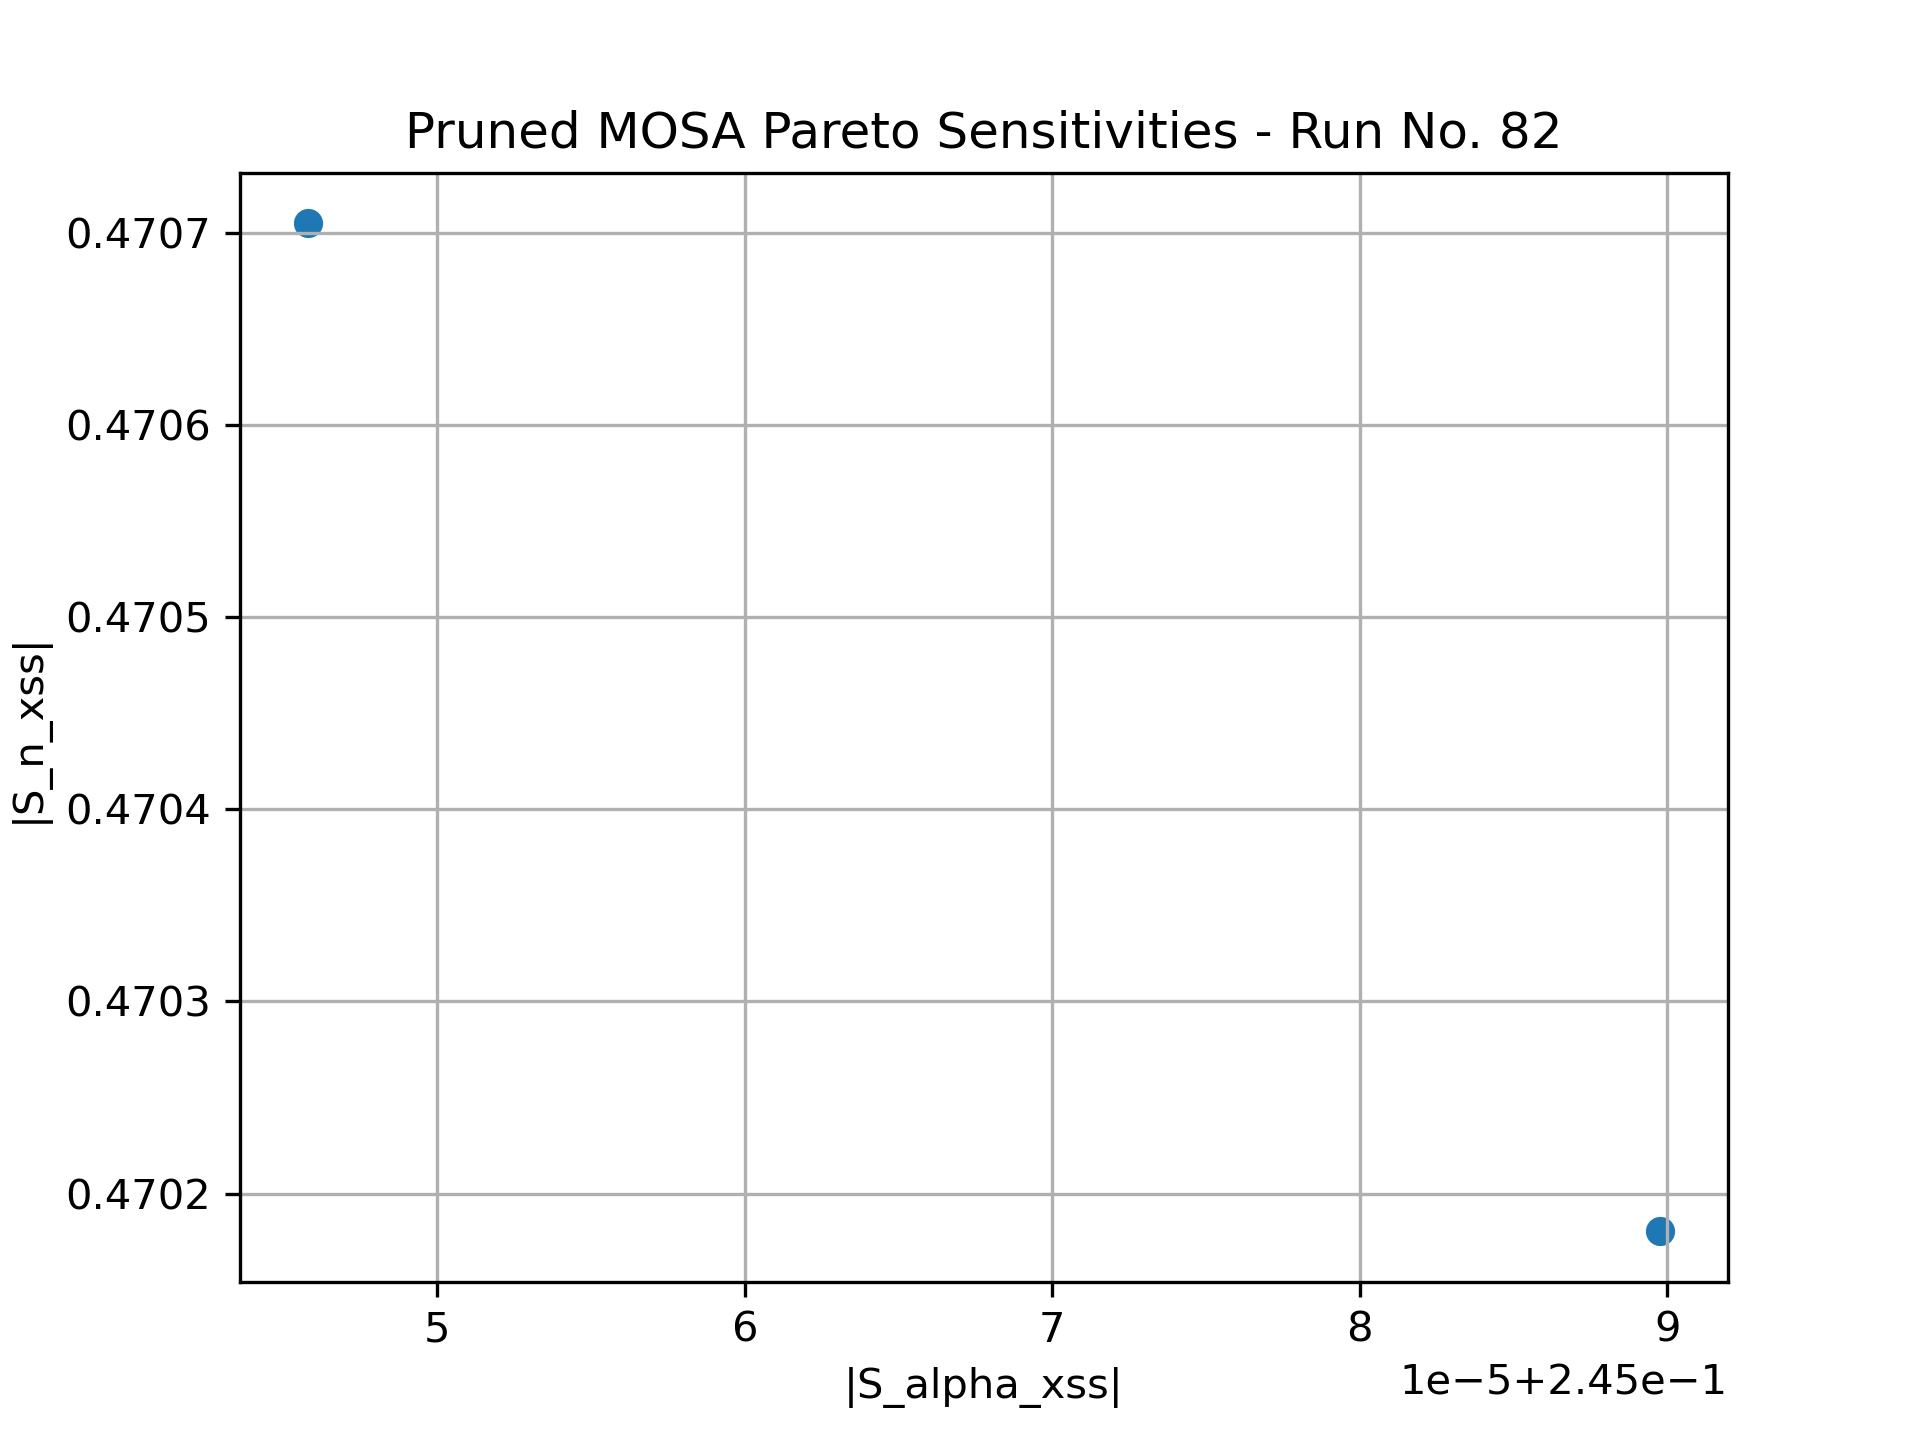 Pruned MOSA Pareto Sensitivities - Run No. 82
|S_n_xss|
0.4707
0.4706
0.4705
0.4704
0.4703
0.4702
5 6 7 8 9
|S_alpha_xss|
1e−5+2.45e−1